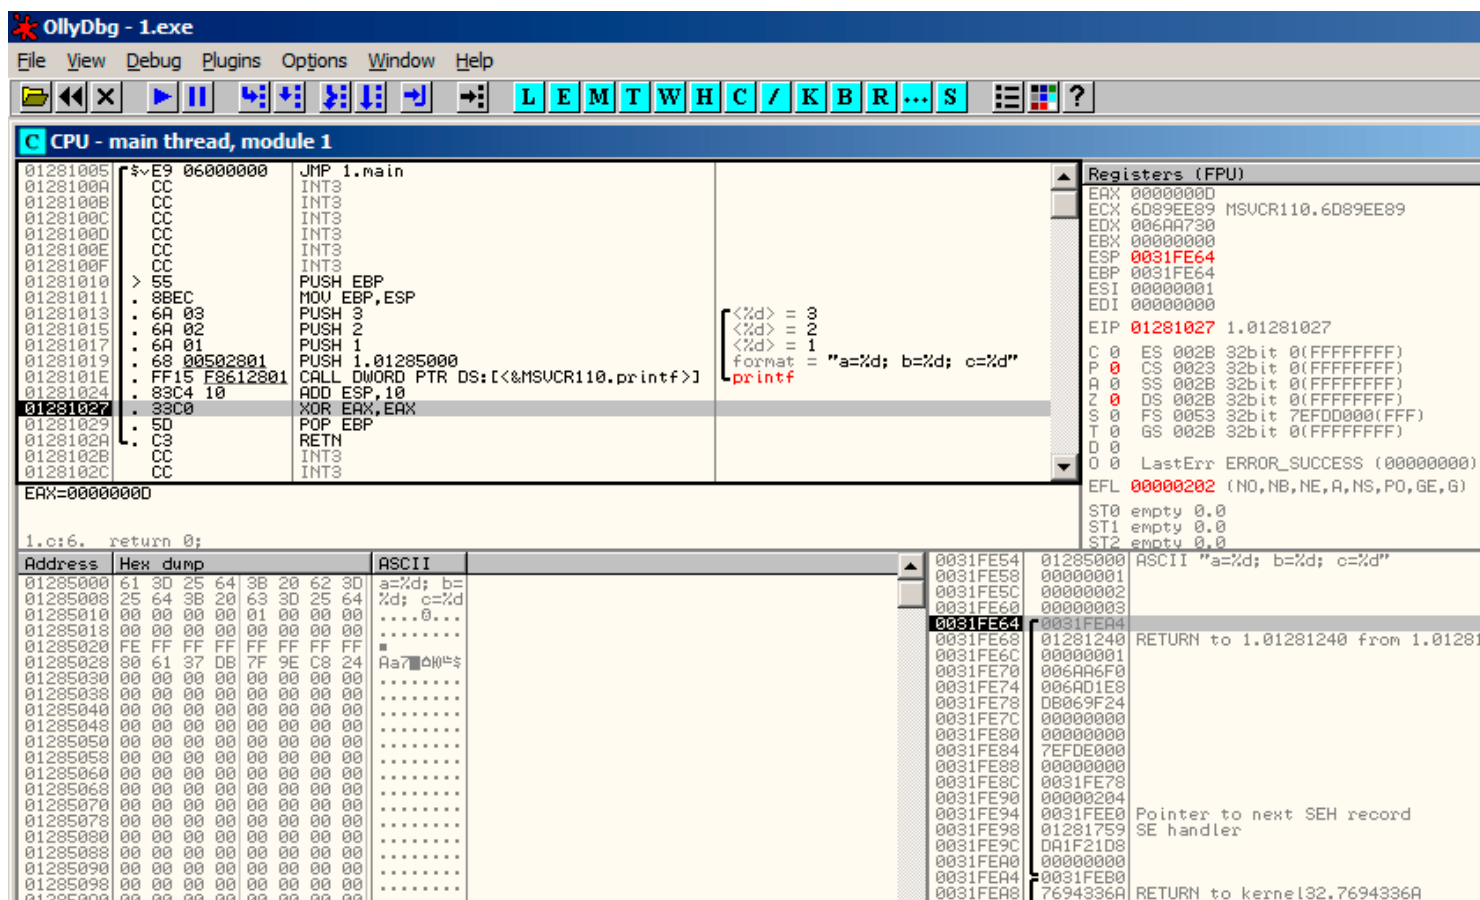 OllyDbg - 1.exe
File View Debug Plugins Options Window Help
L E M T W H C / K B R ... S ?
C CPU - main thread, module 1
01281005 $ E9 06000000 JMP 1.main
0128100A CC INT3
0128100B CC INT3
0128100C CC INT3
0128100D CC INT3
0128100E CC INT3
0128100F CC INT3
01281010 > 55 PUSH EBP
01281011 . 8BEC MOV EBP,ESP
01281013 . 6A 03 PUSH 3 <%d> = 3
01281015 . 6A 02 PUSH 2 <%d> = 2
01281017 . 6A 01 PUSH 1 <%d> = 1
01281019 . 68 00502801 PUSH 1.01285000 format = "a=%d; b=%d; c=%d"
0128101E . FF15 F8612801 CALL DWORD PTR DS:[<&MSVCR110.printf>] printf
01281024 . 83C4 10 ADD ESP,10
01281027 . 33C0 XOR EAX,EAX
01281029 . 5D POP EBP
0128102A . C3 RETN
0128102B CC INT3
0128102C CC INT3
EAX=0000000D
1.c:6. return 0;
Registers (FPU)
EAX 0000000D
ECX 6D89EE89 MSVCR110.6D89EE89
EDX 006AA730
EBX 00000000
ESP 0031FE64
EBP 0031FE64
ESI 00000001
EDI 00000000
EIP 01281027 1.01281027
C 0 ES 002B 32bit 0(FFFFFFFF)
P 0 CS 0023 32bit 0(FFFFFFFF)
A 0 SS 002B 32bit 0(FFFFFFFF)
Z 0 DS 002B 32bit 0(FFFFFFFF)
S 0 FS 0053 32bit 7EFDD000(FFF)
T 0 GS 002B 32bit 0(FFFFFFFF)
D 0
O 0 LastErr ERROR_SUCCESS (00000000)
EFL 00000202 (NO,NB,NE,A,NS,PO,GE,G)
ST0 empty 0.0
ST1 empty 0.0
ST2 empty 0.0
Address Hex dump ASCII
01285000 61 3D 25 64 3B 20 62 3D a=%d; b=
01285008 25 64 3B 20 63 3D 25 64 %d; c=%d
01285010 00 00 00 00 01 00 00 00 ....0...
01285018 00 00 00 00 00 00 00 00 ........
01285020 FE FF FF FF FF FF FF FF
01285028 80 61 37 DB 7F 9E C8 24
01285030 00 00 00 00 00 00 00 00 ........
01285038 00 00 00 00 00 00 00 00 ........
01285040 00 00 00 00 00 00 00 00 ........
01285048 00 00 00 00 00 00 00 00 ........
01285050 00 00 00 00 00 00 00 00 ........
01285058 00 00 00 00 00 00 00 00 ........
01285060 00 00 00 00 00 00 00 00 ........
01285068 00 00 00 00 00 00 00 00 ........
01285070 00 00 00 00 00 00 00 00 ........
01285078 00 00 00 00 00 00 00 00 ........
01285080 00 00 00 00 00 00 00 00 ........
01285088 00 00 00 00 00 00 00 00 ........
01285090 00 00 00 00 00 00 00 00 ........
01285098 00 00 00 00 00 00 00 00 ........
0031FE54 01285000 ASCII "a=%d; b=%d; c=%d"
0031FE58 00000001
0031FE5C 00000002
0031FE60 00000003
0031FE64 0031FEA4
0031FE68 01281240 RETURN to 1.01281240 from 1.01281
0031FE6C 00000001
0031FE70 006AA6F0
0031FE74 006AD1E8
0031FE78 DB069F24
0031FE7C 00000000
0031FE80 00000000
0031FE84 7EFDE000
0031FE88 00000000
0031FE8C 0031FE78
0031FE90 00000204
0031FE94 0031FEE0 Pointer to next SEH record
0031FE98 01281759 SE handler
0031FE9C DA1F21D8
0031FEA0 00000000
0031FEA4 0031FEB0
0031FEA8 7694336A RETURN to kernel32.7694336A